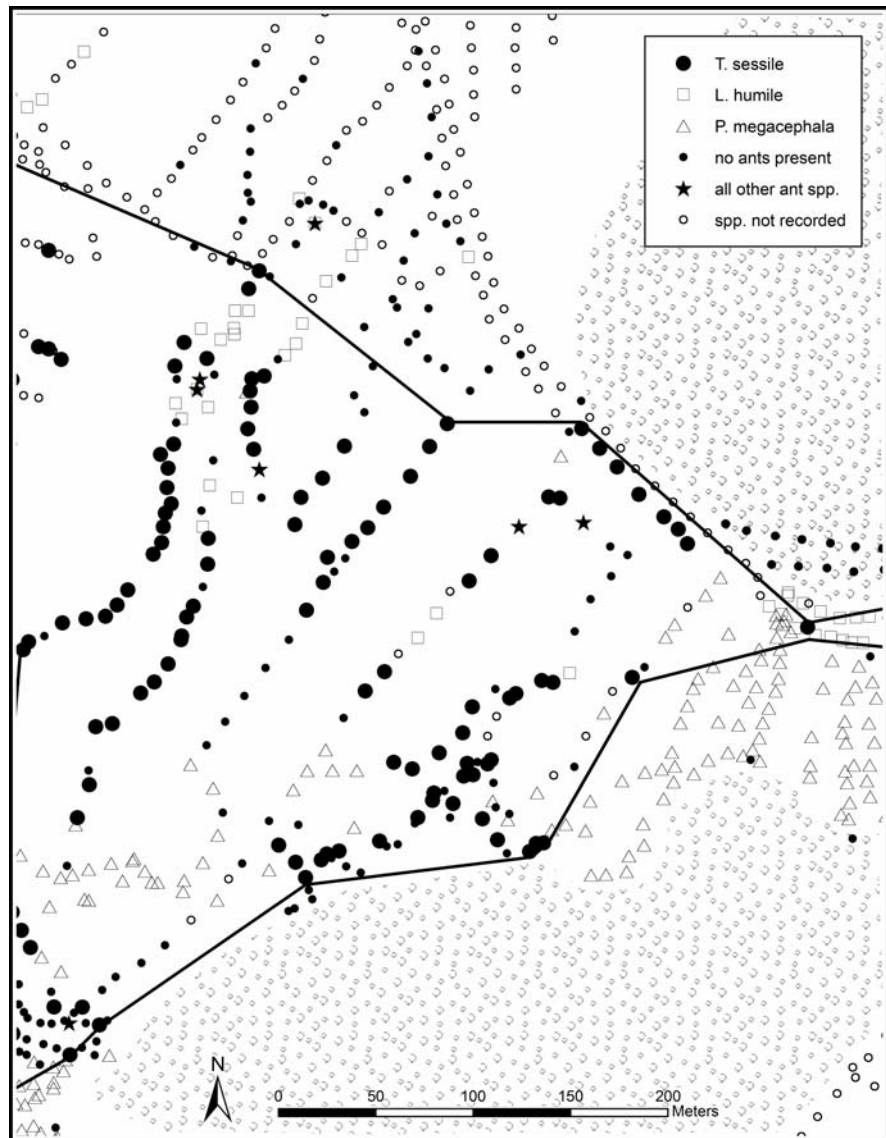 T. sessile
L. humile
P. megacephala
no ants present
all other ant spp.
spp. not recorded
N
0 50 100 150 200
Meters